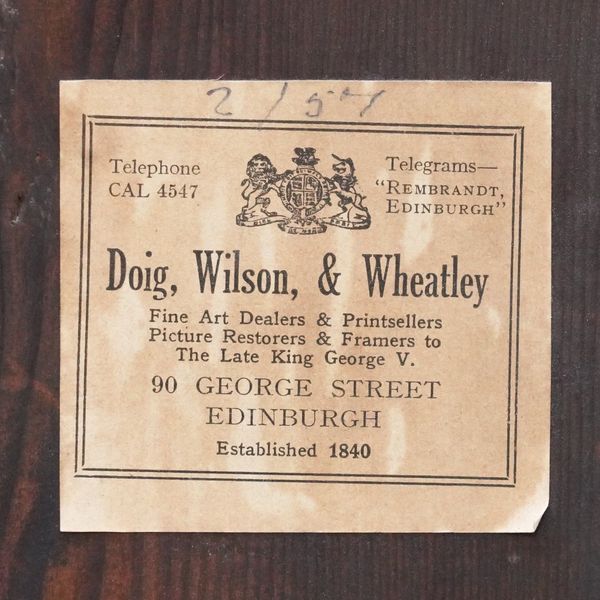 2/57
Telephone
CAL 4547
Telegrams—
"REMBRANDT,
EDINBURGH"
Doig, Wilson, & Wheatley
Fine Art Dealers & Printsellers
Picture Restorers & Framers to
The Late King George V.
90 GEORGE STREET
EDINBURGH
Established 1840